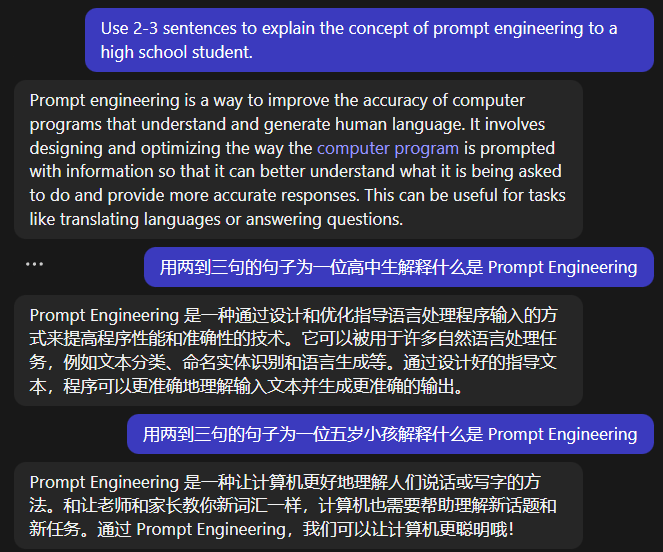 Use 2-3 sentences to explain the concept of prompt engineering to a
high school student.
Prompt engineering is a way to improve the accuracy of computer
programs that understand and generate human language. It involves
designing and optimizing the way the computer program is prompted
with information so that it can better understand what it is being asked
to do and provide more accurate responses. This can be useful for tasks
like translating languages or answering questions.
用两到三句的句子为一位高中生解释什么是 Prompt Engineering
Prompt Engineering 是一种通过设计和优化指导语言处理程序输入的方
式来提高程序性能和准确性的技术。它可以被用于许多自然语言处理任
务，例如文本分类、命名实体识别和语言生成等。通过设计好的指导文
本，程序可以更准确地理解输入文本并生成更准确的输出。
用两到三句的句子为一位五岁小孩解释什么是 Prompt Engineering
Prompt Engineering 是一种让计算机更好地理解人们说话或写字的方
法。和让老师和家长教你新词汇一样，计算机也需要帮助理解新话题和
新任务。通过 Prompt Engineering，我们可以让计算机更聪明哦！